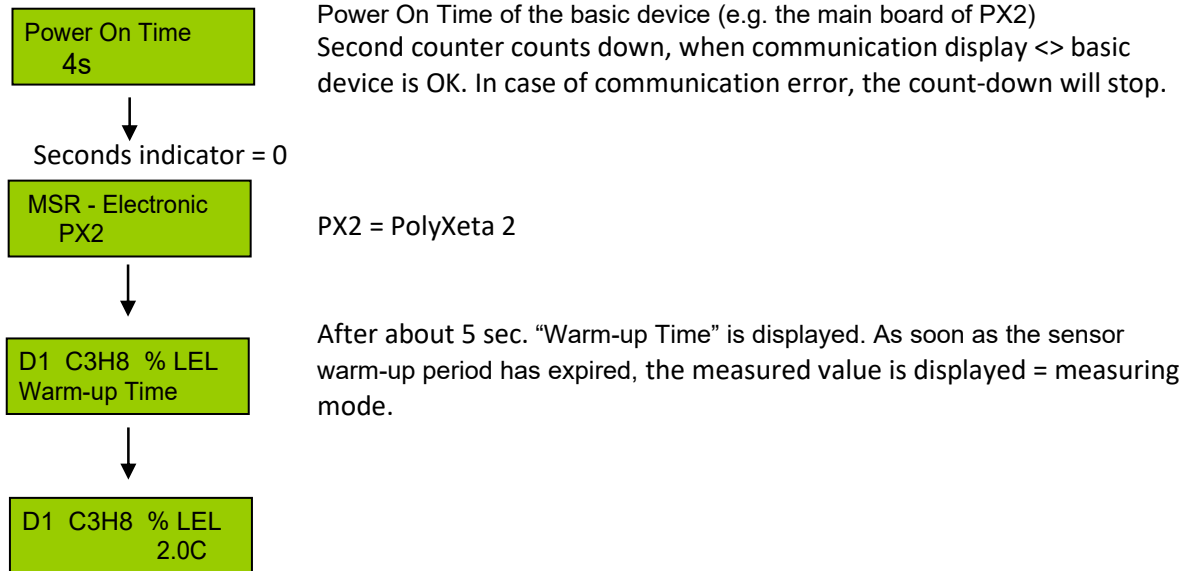 Power On Time
4s
Power On Time of the basic device (e.g. the main board of PX2)
Second counter counts down, when communication display <> basic
device is OK. In case of communication error, the count-down will stop.
Seconds indicator = 0
MSR - Electronic
PX2
PX2 = PolyXeta 2
D1 C3H8 % LEL
Warm-up Time
After about 5 sec. “Warm-up Time” is displayed. As soon as the sensor
warm-up period has expired, the measured value is displayed = measuring
mode.
D1 C3H8 % LEL
2.0C